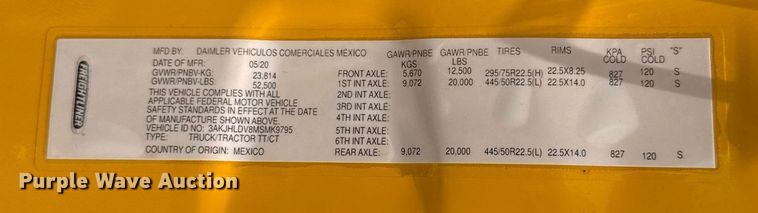 MFD BY: DAIMLER VEHICULOS COMERCIALES MEXICO GAWR/PNBE KGS GAWR/PNBE LBS TIRES RIMS KPA COLD PSI COLD "S"
DATE OF MFR: 05/20
GVWR/PNBV-KG: 23.814 FRONT AXLE: 5,670 12,500 295/75R22.5(H) 22.5X8.25 827 120 S
GVWR/PNBV-LBS: 52.500 1ST INT AXLE: 9,072 20,000 445/50R22.5(L) 22.5X14.0 827 120 S
THIS VEHICLE COMPLIES WITH ALL 2ND INT AXLE:
APPLICABLE FEDERAL MOTOR VEHICLE
SAFETY STANDARDS IN EFFECT AT THE DATE 3RD INT AXLE:
OF MANUFACTURE SHOWN ABOVE. 4TH INT AXLE:
VEHICLE ID NO: 3AKJHLDV8MSMK9795 5TH INT AXLE:
TYPE: TRUCK/TRACTOR TT/CT 6TH INT AXLE:
COUNTRY OF ORIGIN: MEXICO REAR AXLE: 9,072 20,000 445/50R22.5(L) 22.5X14.0 827 120 S
FREIGHTLINER
Purple Wave Auction